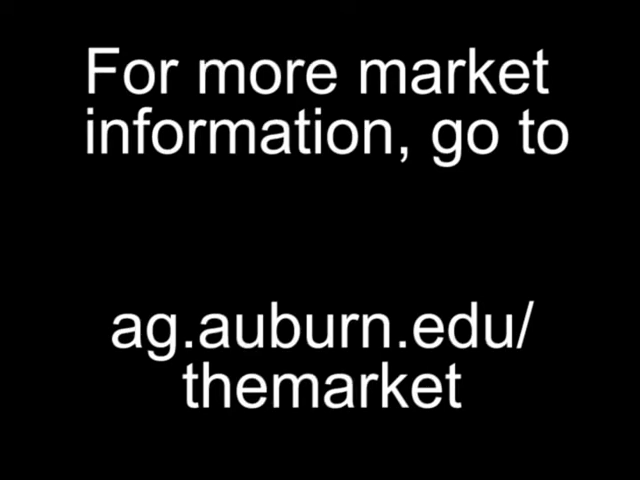 For more market
information, go to
ag.auburn.edu/
themarket